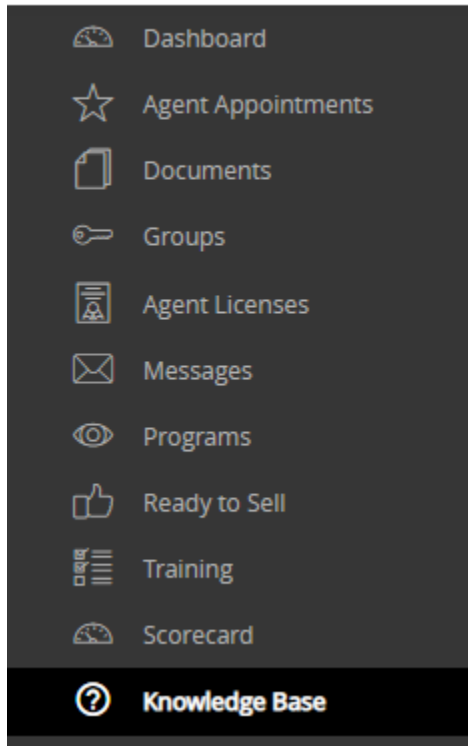 Dashboard
Agent Appointments
Documents
Groups
Agent Licenses
Messages
Programs
Ready to Sell
Training
Scorecard
Knowledge Base